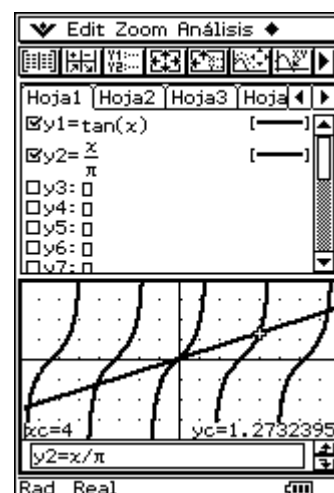 Edit Zoom Análisis ◆
Y1:...
Hoja1 Hoja2 Hoja3 Hoja
☑y1=tan(x) [—]
☑y2=x/π [—]
□y3:▯
□y4:▯
□y5:▯
□y6:▯
□y7:▯
xc=4 yc=1.2732395
y2=x/π
Rad Real